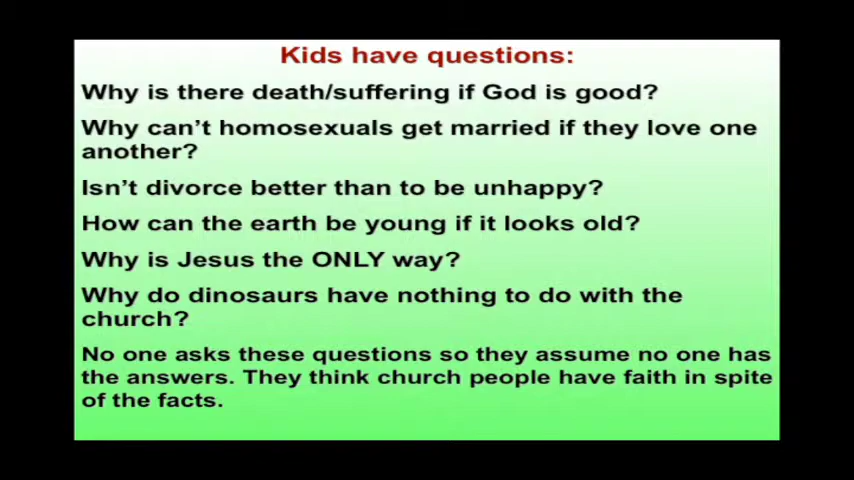 Kids have questions:
Why is there death/suffering if God is good?
Why can't homosexuals get married if they love one
another?
Isn't divorce better than to be unhappy?
How can the earth be young if it looks old?
Why is Jesus the ONLY way?
Why do dinosaurs have nothing to do with the
church?
No one asks these questions so they assume no one has
the answers. They think church people have faith in spite
of the facts.